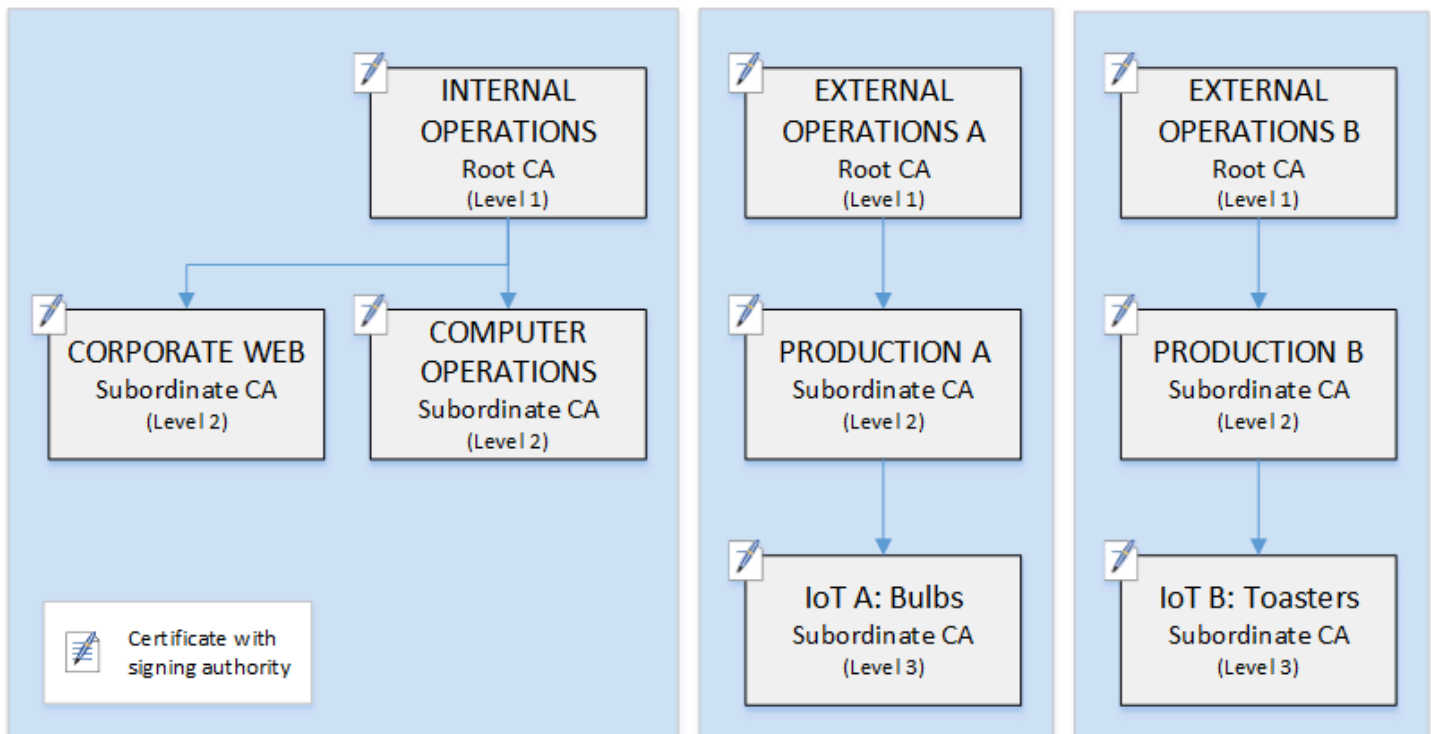 INTERNAL
OPERATIONS
Root CA
(Level 1)
EXTERNAL
OPERATIONS A
Root CA
(Level 1)
EXTERNAL
OPERATIONS B
Root CA
(Level 1)
CORPORATE WEB
Subordinate CA
(Level 2)
COMPUTER
OPERATIONS
Subordinate CA
(Level 2)
PRODUCTION A
Subordinate CA
(Level 2)
PRODUCTION B
Subordinate CA
(Level 2)
IoT A: Bulbs
Subordinate CA
(Level 3)
IoT B: Toasters
Subordinate CA
(Level 3)
Certificate with
signing authority